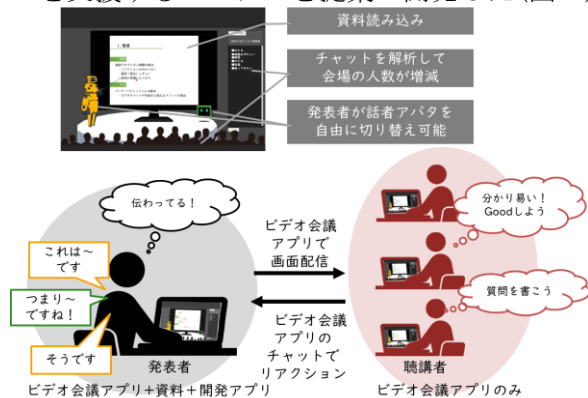 資料読み込み
チャットを解析して
会場の人数が増減
発表者が話者アバタを
自由に切り替え可能
伝わってる！
これは～
です
つまり～
ですね！
そうです
ビデオ会議
アプリで
画面配信
ビデオ会議
アプリの
チャットで
リアクション
分かり易い！
Goodしよう
質問を書こう
発表者
聴講者
ビデオ会議アプリ+資料+開発アプリ
ビデオ会議アプリのみ